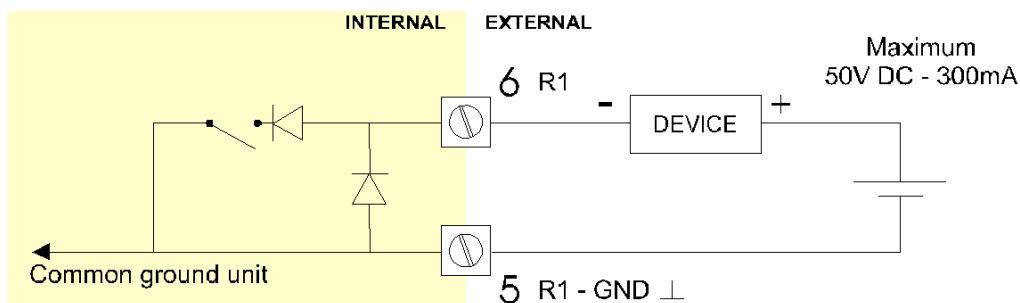 INTERNAL EXTERNAL
Maximum
50V DC - 300mA
6 R1
- DEVICE +
Common ground unit
5 R1 - GND ⊥